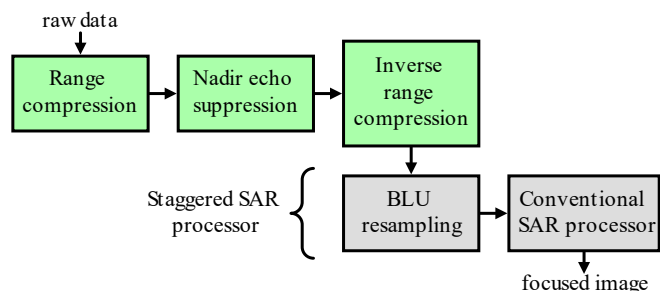 raw data
Range
compression
Nadir echo
suppression
Inverse
range
compression
Staggered SAR
processor
BLU
resampling
Conventional
SAR processor
focused image